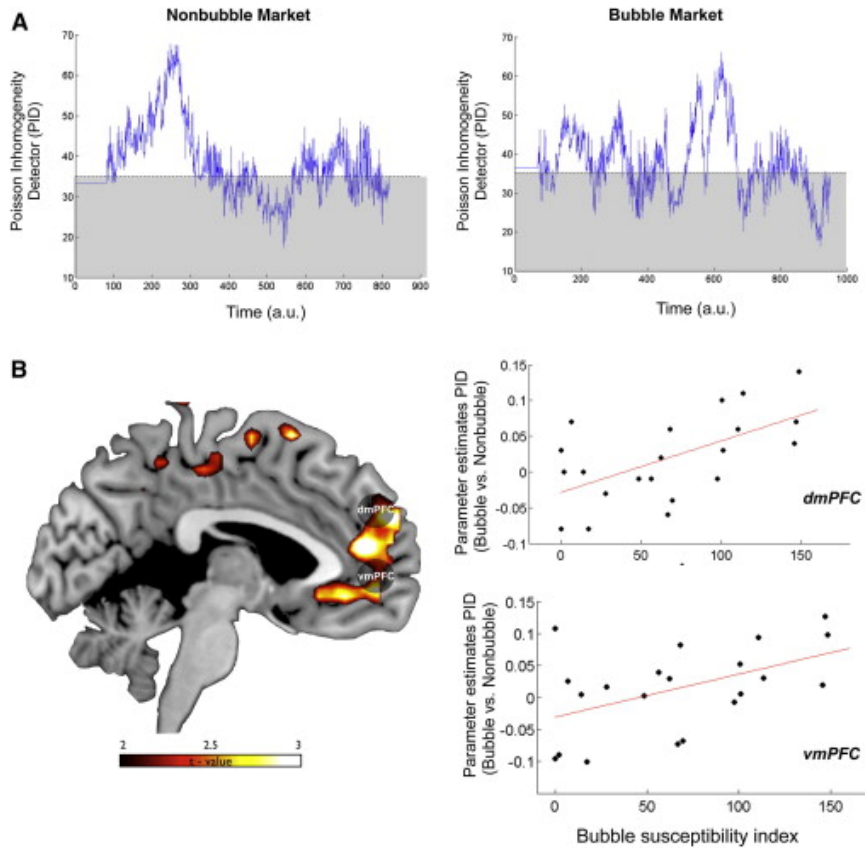 A
Nonbubble Market
Poisson Inhomogeneity
Detector (PID)
70
60
50
40
30
20
10
0 100 200 300 400 500 600 700 800 900
Time (a.u.)
Bubble Market
Poisson Inhomogeneity
Detector (PID)
70
60
50
40
30
20
10
0 200 400 600 800 1000
Time (a.u.)
B
dmPFC
vmPFC
2 2.5 3
t - value
Parameter estimates PID
(Bubble vs. Nonbubble)
0.15
0.1
0.05
0
-0.05
-0.1
0 50 100 150
dmPFC
Parameter estimates PID
(Bubble vs. Nonbubble)
0.15
0.1
0.05
0
-0.05
-0.1
0 50 100 150
vmPFC
Bubble susceptibility index